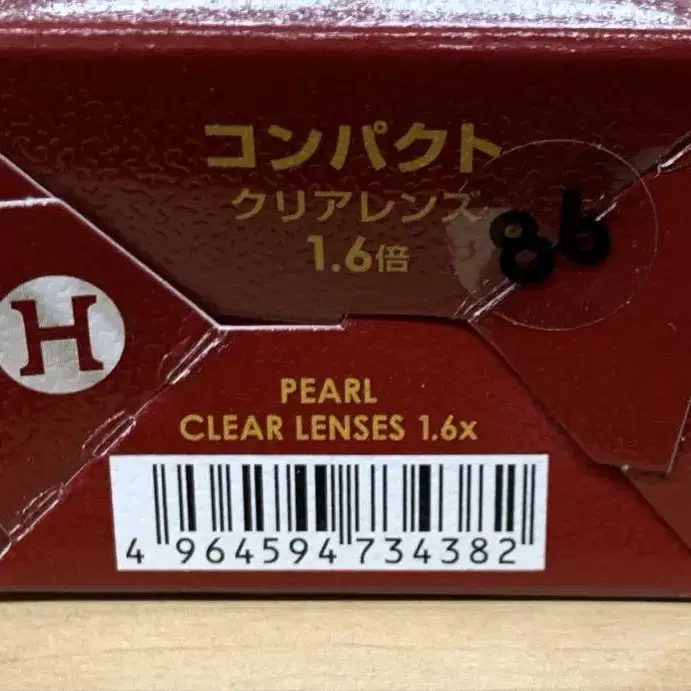 コンパクト
クリアレンズ
1.6倍
86
H
PEARL
CLEAR LENSES 1.6x
4 964594 734382